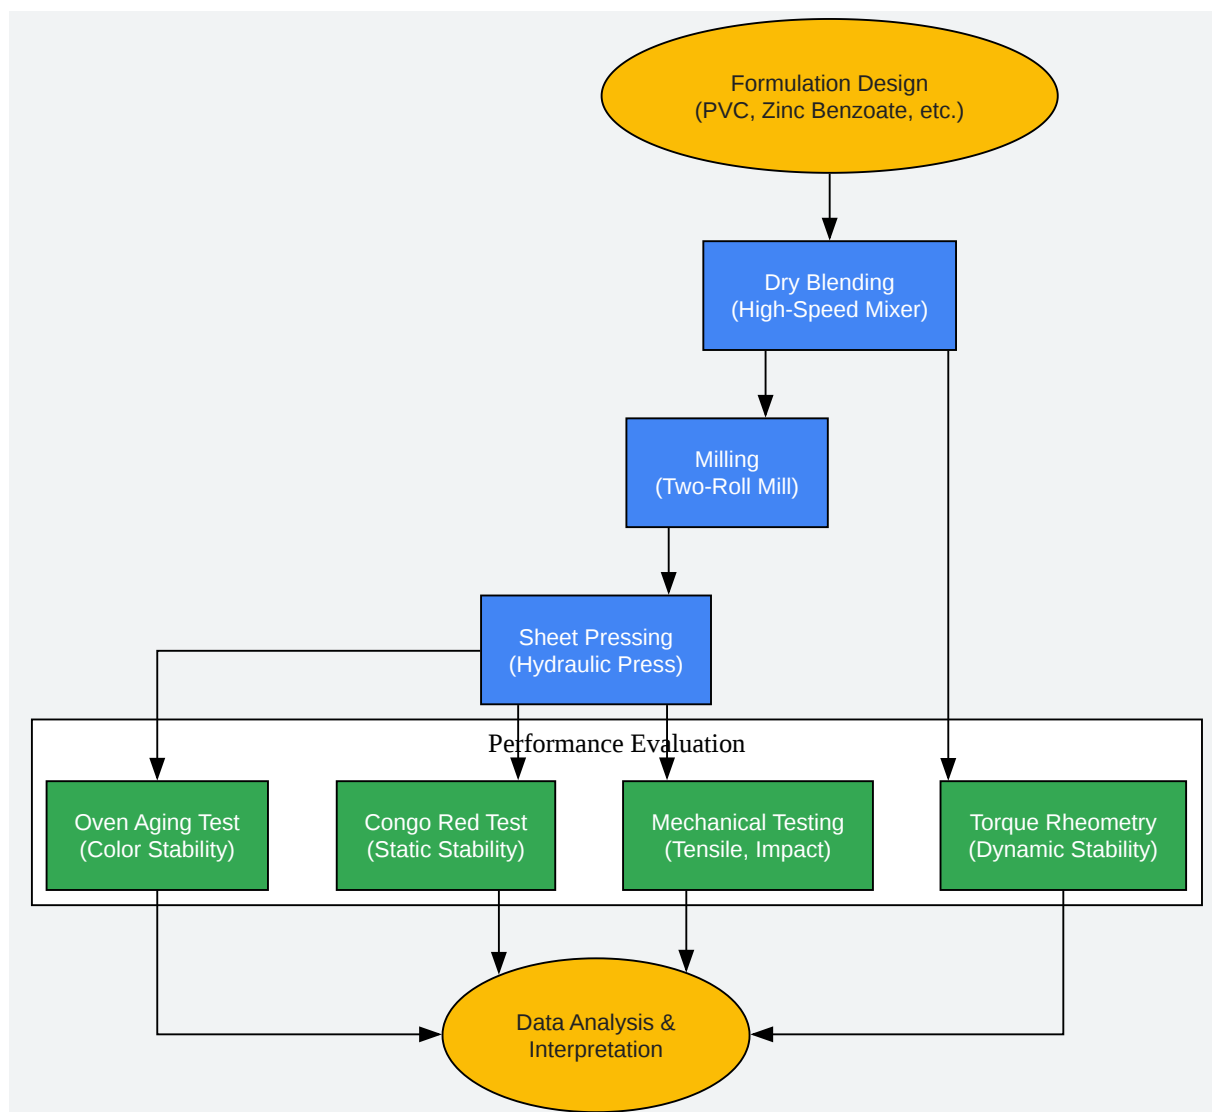 Formulation Design
(PVC, Zinc Benzoate, etc.)
Dry Blending
(High-Speed Mixer)
Milling
(Two-Roll Mill)
Sheet Pressing
(Hydraulic Press)
Performance Evaluation
Oven Aging Test
(Color Stability)
Congo Red Test
(Static Stability)
Mechanical Testing
(Tensile, Impact)
Torque Rheometry
(Dynamic Stability)
Data Analysis &
Interpretation